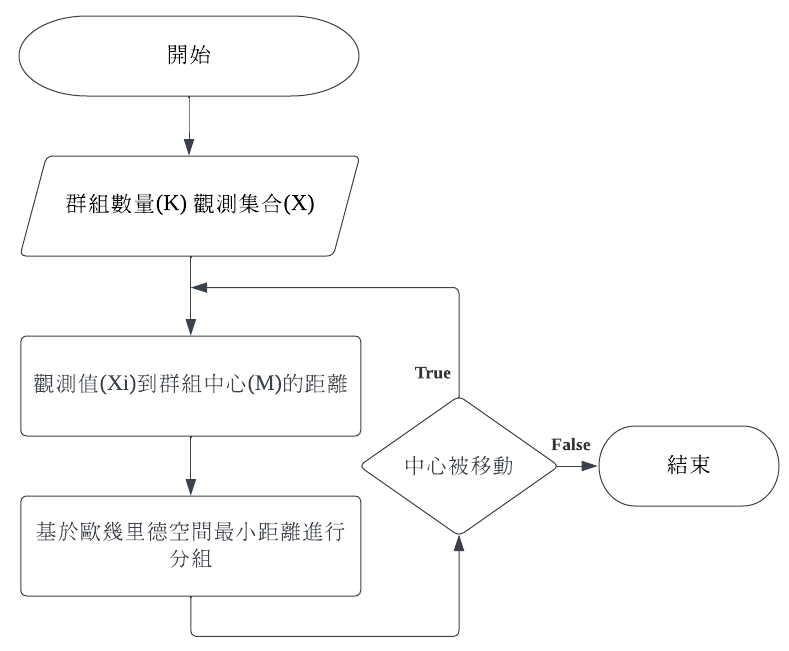 開始
群組數量(K) 觀測集合(X)
觀測值(Xi)到群組中心(M)的距離
基於歐幾里德空間最小距離進行
分組
True
中心被移動
False
結束